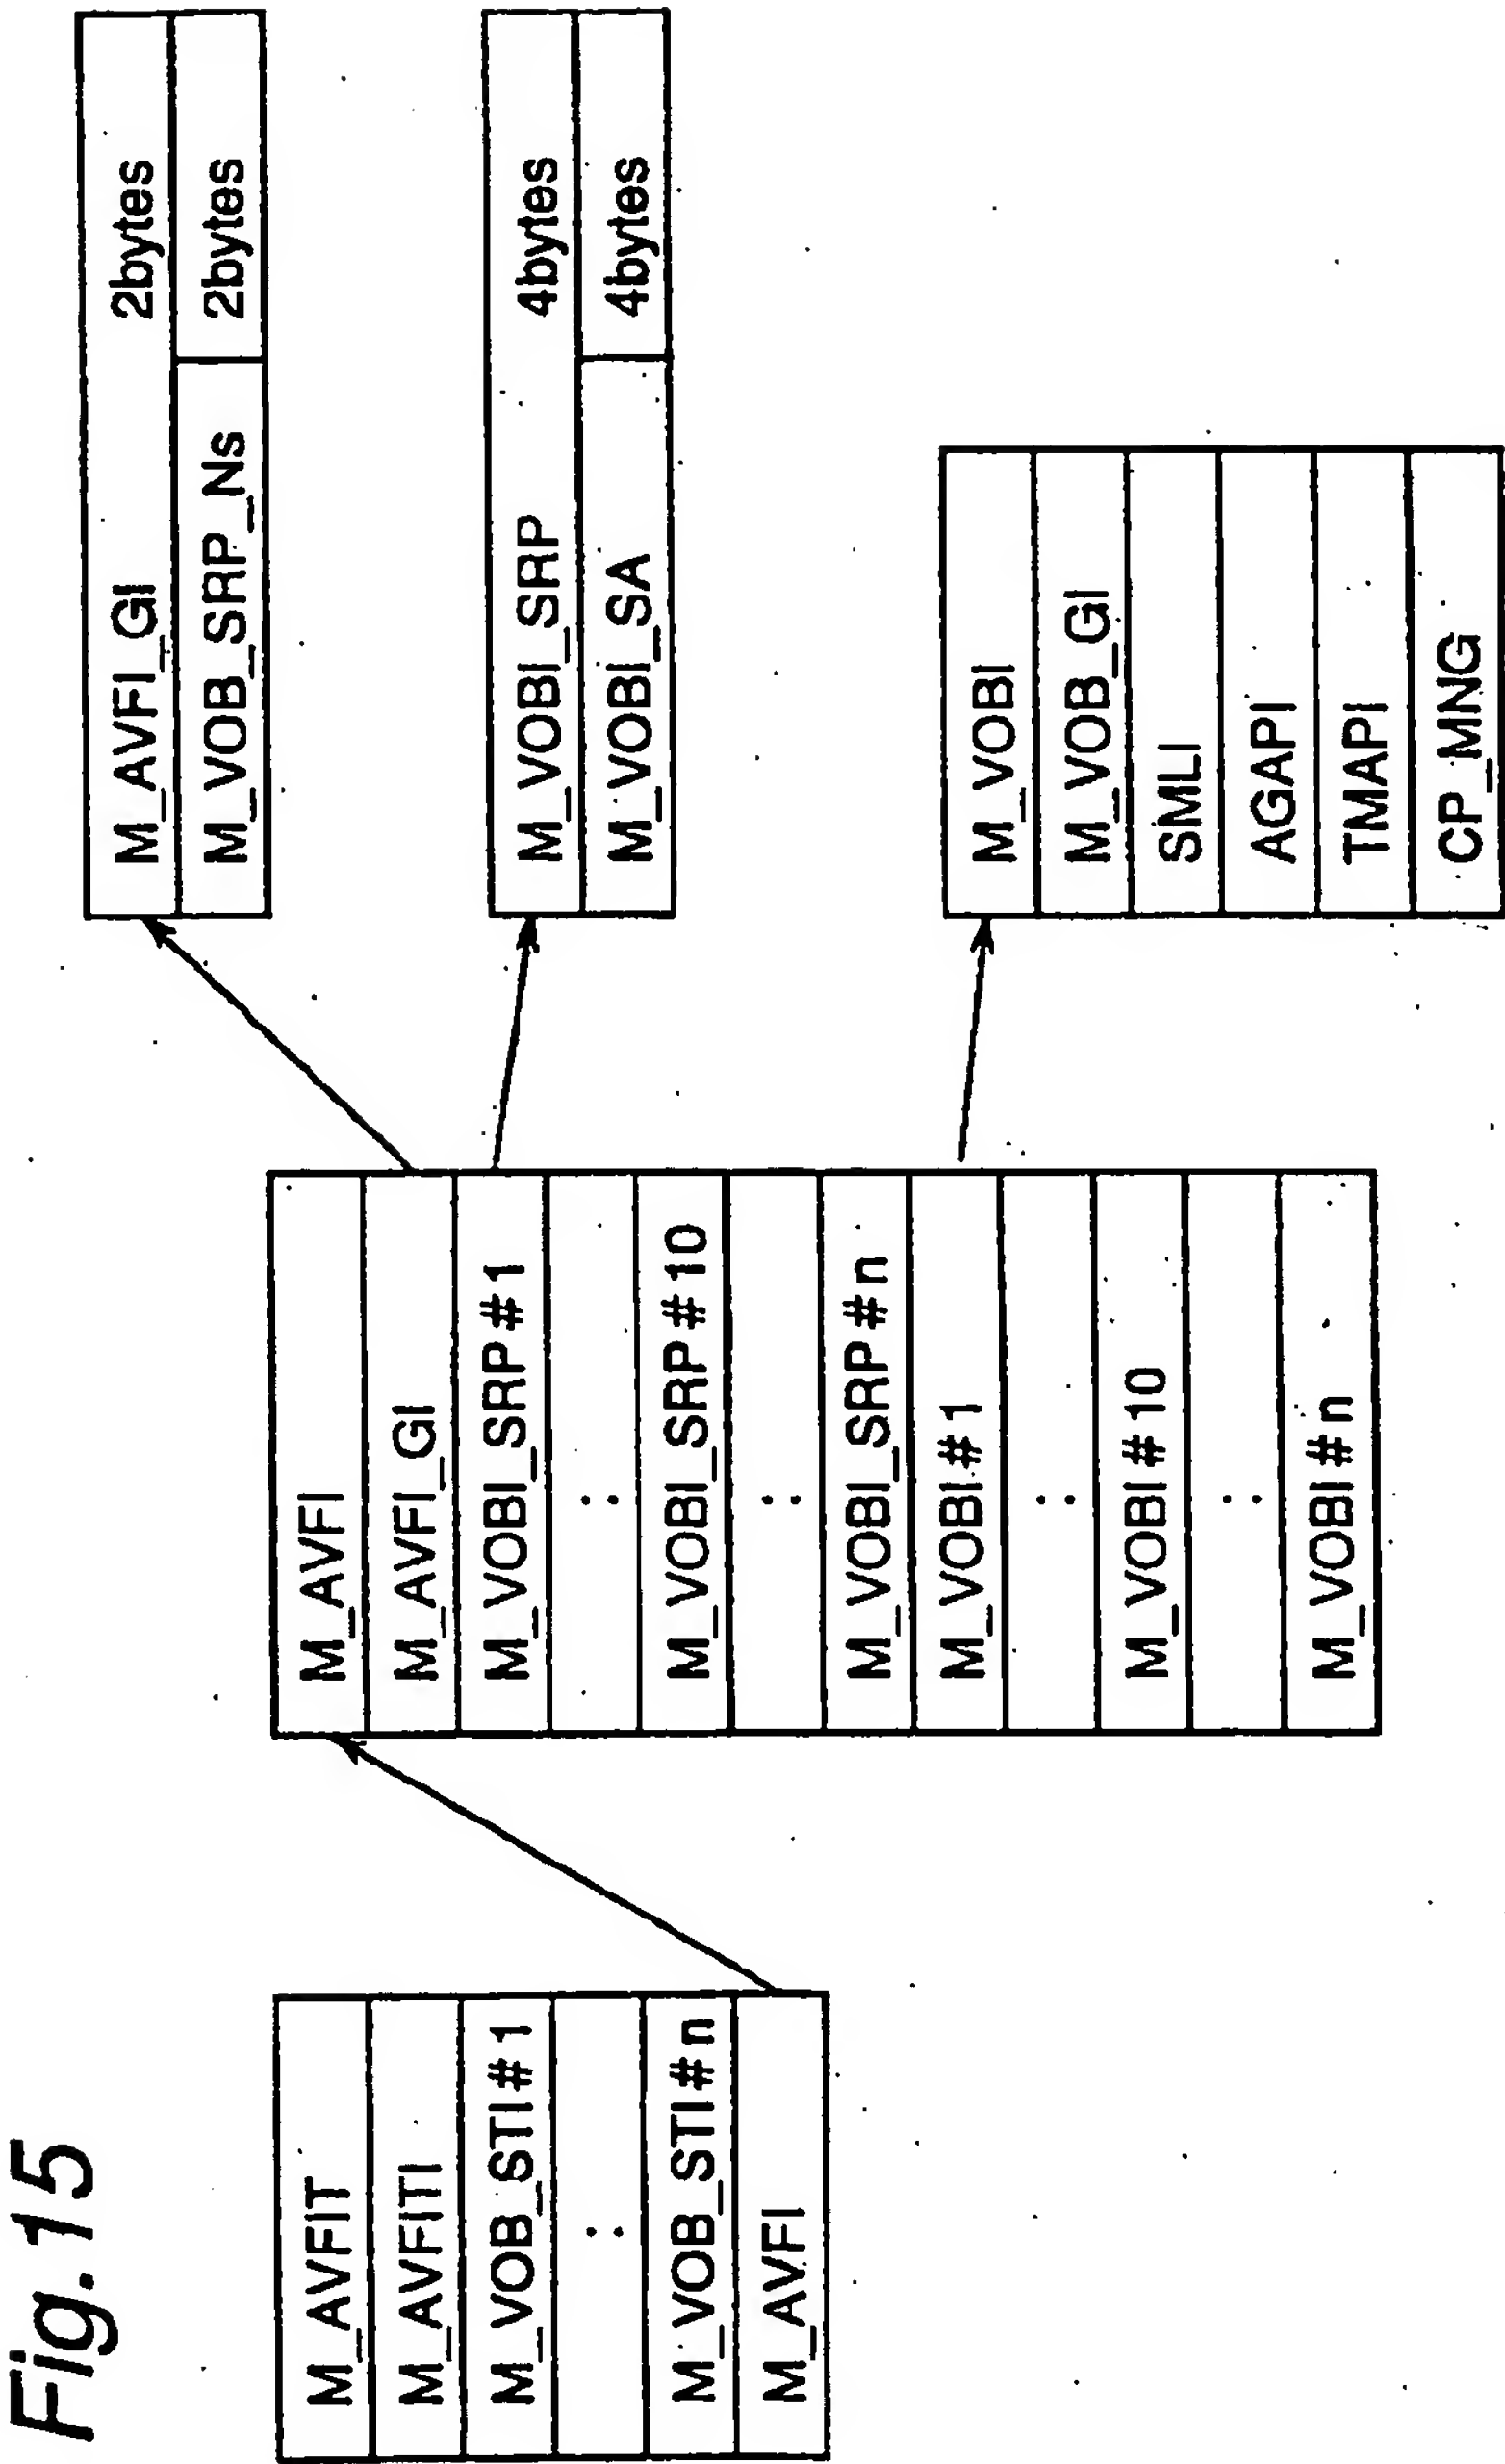 Fig. 15
M_AVFIT
M_AVFITI
M_VOB_STI#1
:
M_VOB_STI#n
M_AVFI
M_AVFI
M_AVFI_GI
M_VOBI_SRP#1
:
M_VOBI_SRP#10
:
M_VOBI_SRP#n
M_VOBI#1
:
M_VOBI#10
:
M_VOBI#n
M_AVFI_GI 2bytes
M_VOB_SRP_Ns 2bytes
M_VOBI_SRP 4bytes
M_VOBI_SA 4bytes
M_VOBI
M_VOB_GI
SMLI
AGAPI
TMAPI
CP_MNG